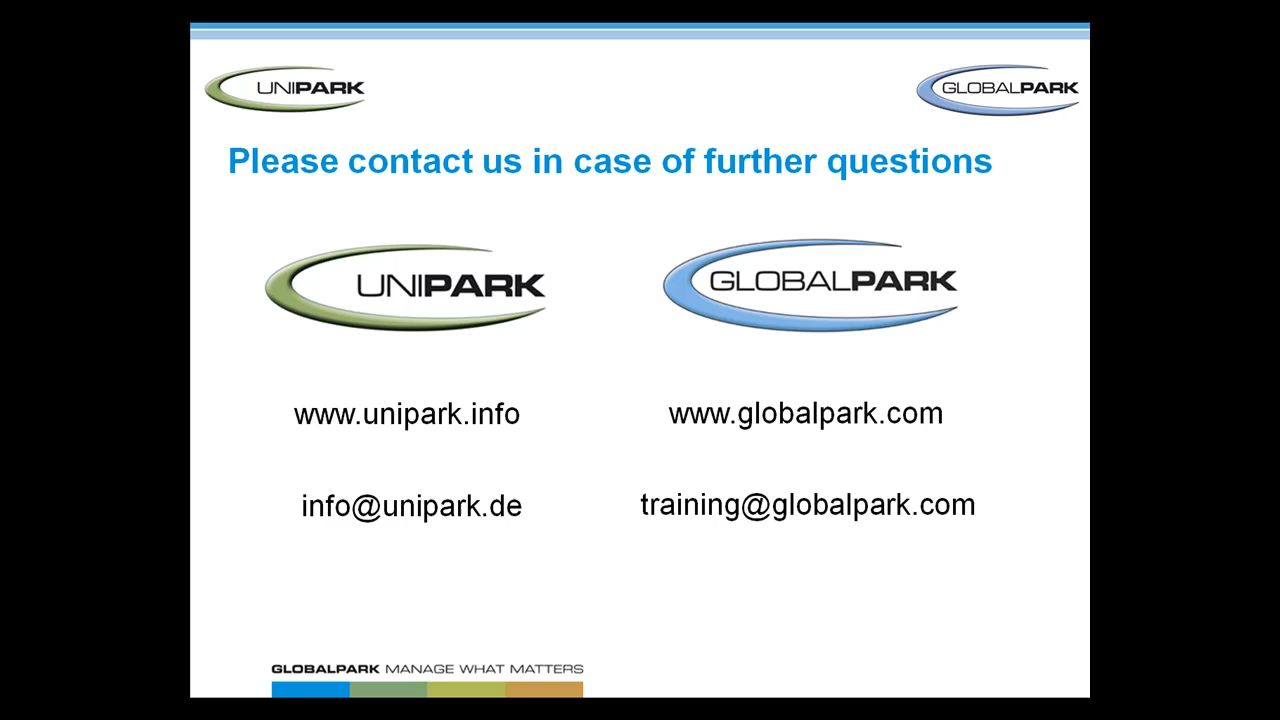 UNIPARK
GLOBALPARK
Please contact us in case of further questions
UNIPARK
GLOBALPARK
www.unipark.info
www.globalpark.com
info@unipark.de
training@globalpark.com
GLOBALPARK MANAGE WHAT MATTERS